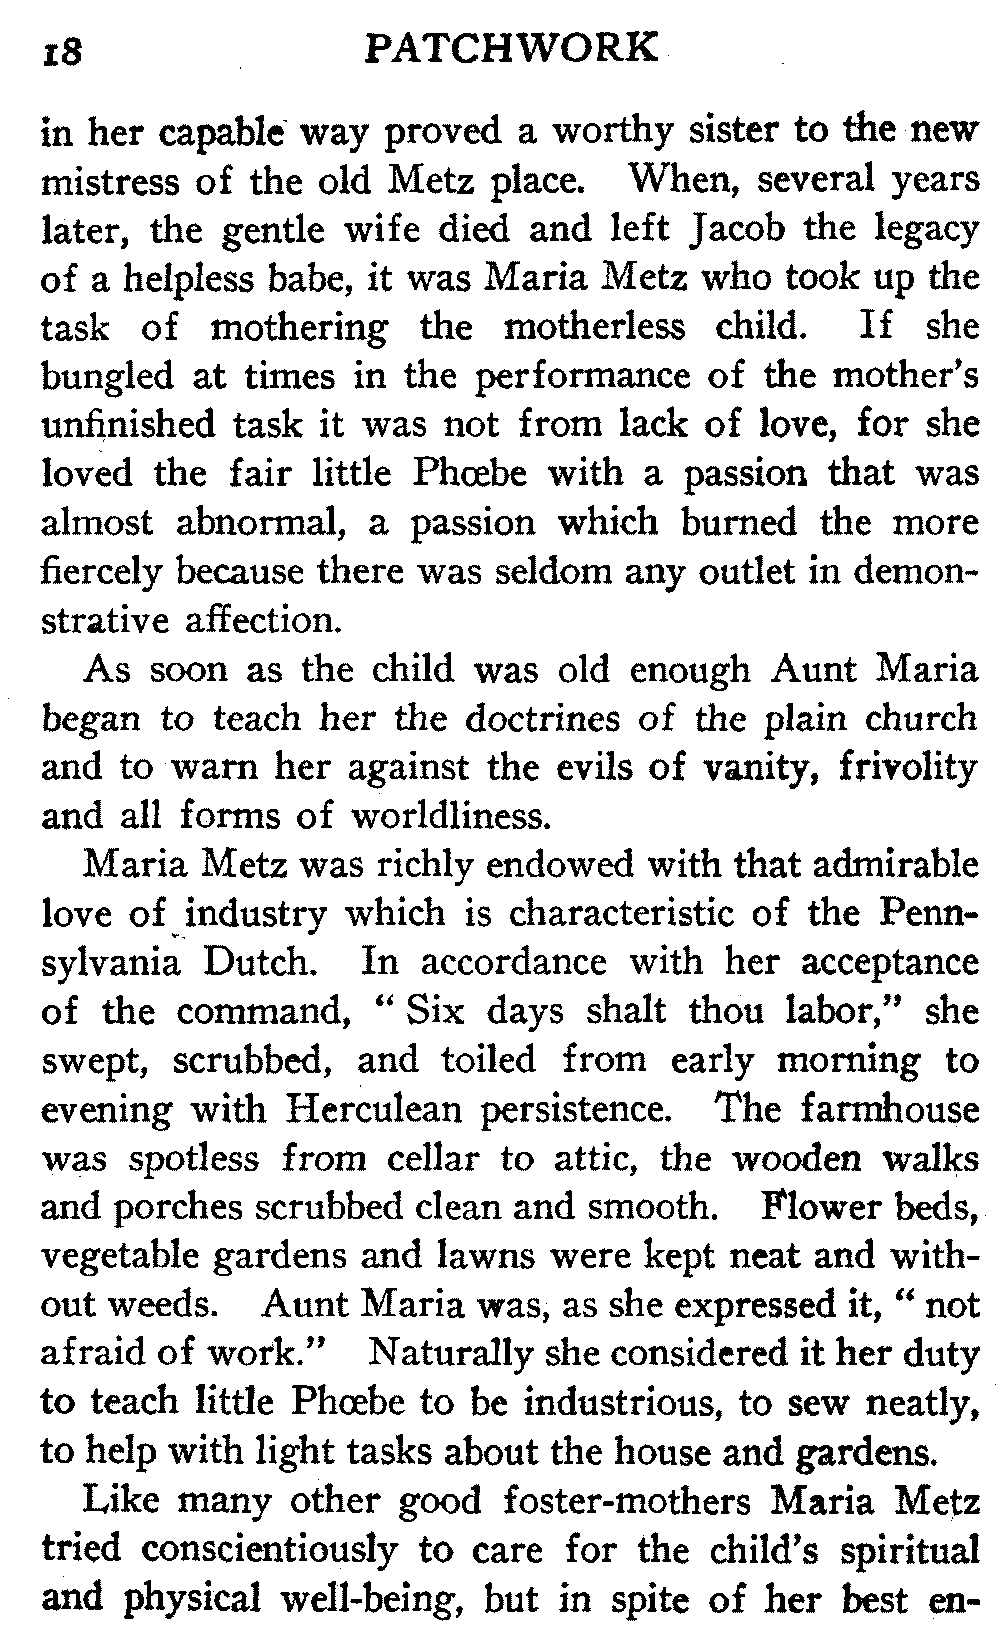 18 PATCHWORK
in her capable way proved a worthy sister to the new
mistress of the old Metz place. When, several years
later, the gentle wife died and left Jacob the legacy
of a helpless babe, it was Maria Metz who took up the
task of mothering the motherless child. If she
bungled at times in the performance of the mother's
unfinished task it was not from lack of love, for she
loved the fair little Phœbe with a passion that was
almost abnormal, a passion which burned the more
fiercely because there was seldom any outlet in demon-
strative affection.
As soon as the child was old enough Aunt Maria
began to teach her the doctrines of the plain church
and to warn her against the evils of vanity, frivolity
and all forms of worldliness.
Maria Metz was richly endowed with that admirable
love of industry which is characteristic of the Penn-
sylvania Dutch. In accordance with her acceptance
of the command, “ Six days shalt thou labor,” she
swept, scrubbed, and toiled from early morning to
evening with Herculean persistence. The farmhouse
was spotless from cellar to attic, the wooden walks
and porches scrubbed clean and smooth. Flower beds,
vegetable gardens and lawns were kept neat and with-
out weeds. Aunt Maria was, as she expressed it, “ not
afraid of work.” Naturally she considered it her duty
to teach little Phœbe to be industrious, to sew neatly,
to help with light tasks about the house and gardens.
Like many other good foster-mothers Maria Metz
tried conscientiously to care for the child's spiritual
and physical well-being, but in spite of her best en-